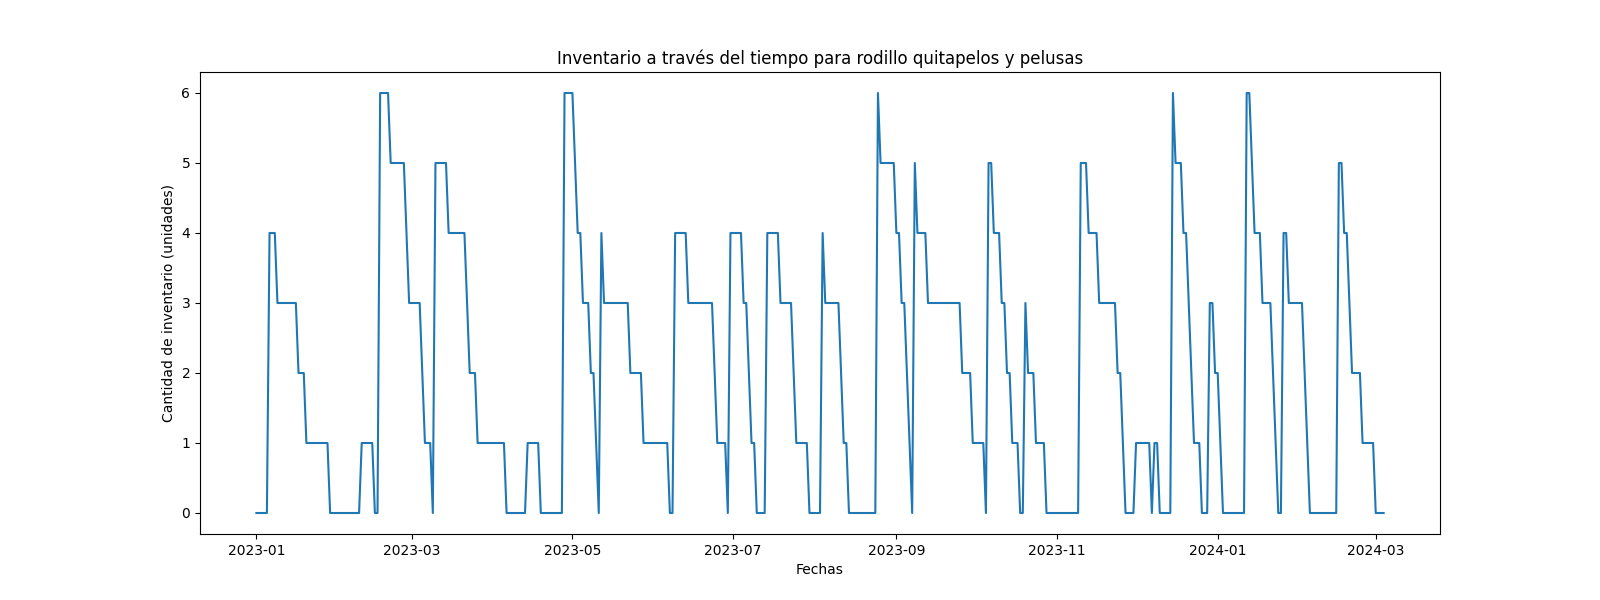 Inventario a través del tiempo para rodillo quitapelos y pelusas
Cantidad de inventario (unidades)
6
5
4
3
2
1
0
2023-01 2023-03 2023-05 2023-07 2023-09 2023-11 2024-01 2024-03
Fechas